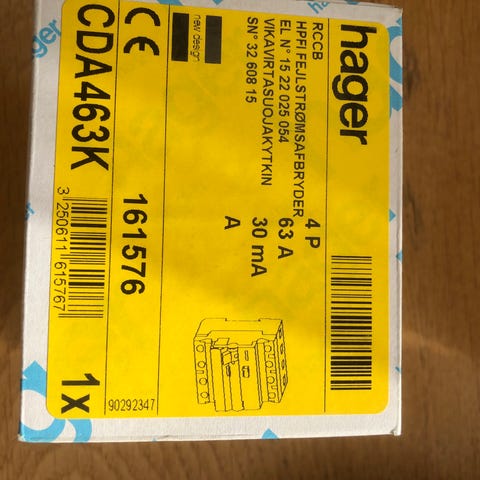 hager
RCCB
HPFI FEJLSTRØMSAFBRYDER
EL N° 15 22 025 054
VIKAVIRTASUOJAKYTKIN
SN° 32 608 15
4 P
63 A
30 mA
A
new design
CE
161576
CDA463K
3 250611 615767
1x
90292347